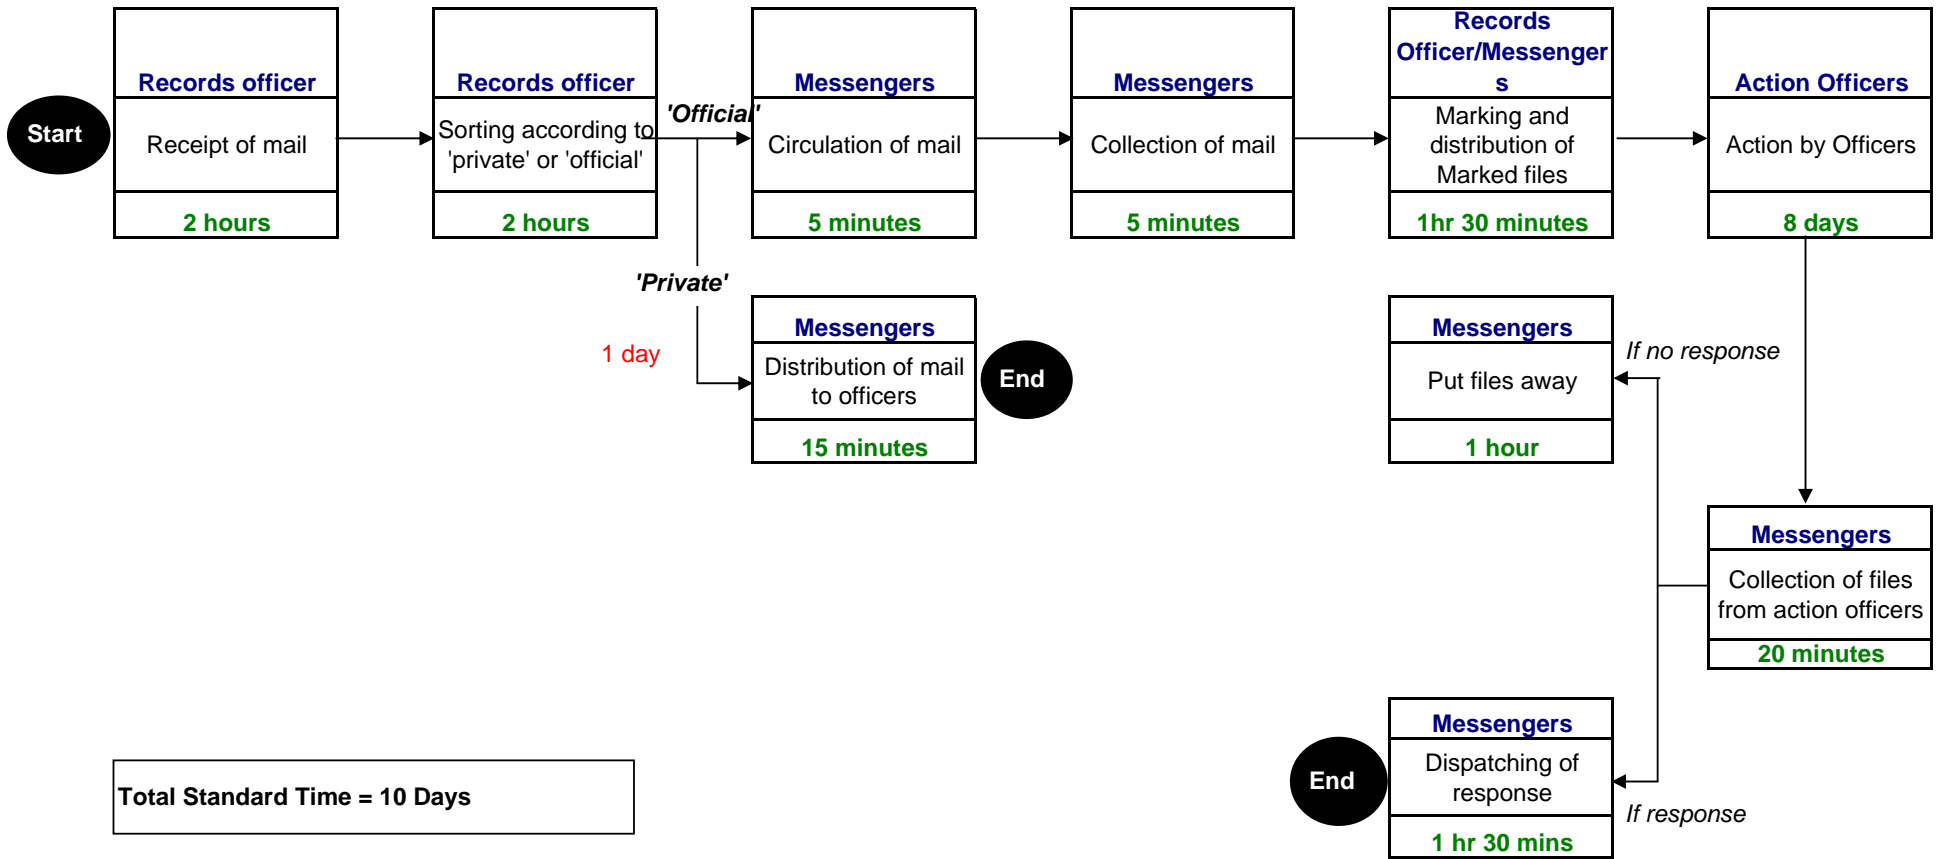 Start
Records officer
Receipt of mail
2 hours
Records officer
Sorting according to
'private' or 'official'
2 hours
'Official'
Messengers
Circulation of mail
5 minutes
Messengers
Collection of mail
5 minutes
Records
Officer/Messenger
s
Marking and
distribution of
Marked files
1hr 30 minutes
Action Officers
Action by Officers
8 days
'Private'
1 day
Messengers
Distribution of mail
to officers
15 minutes
End
Messengers
Put files away
1 hour
If no response
Messengers
Collection of files
from action officers
20 minutes
End
Messengers
Dispatching of
response
1 hr 30 mins
If response
Total Standard Time = 10 Days